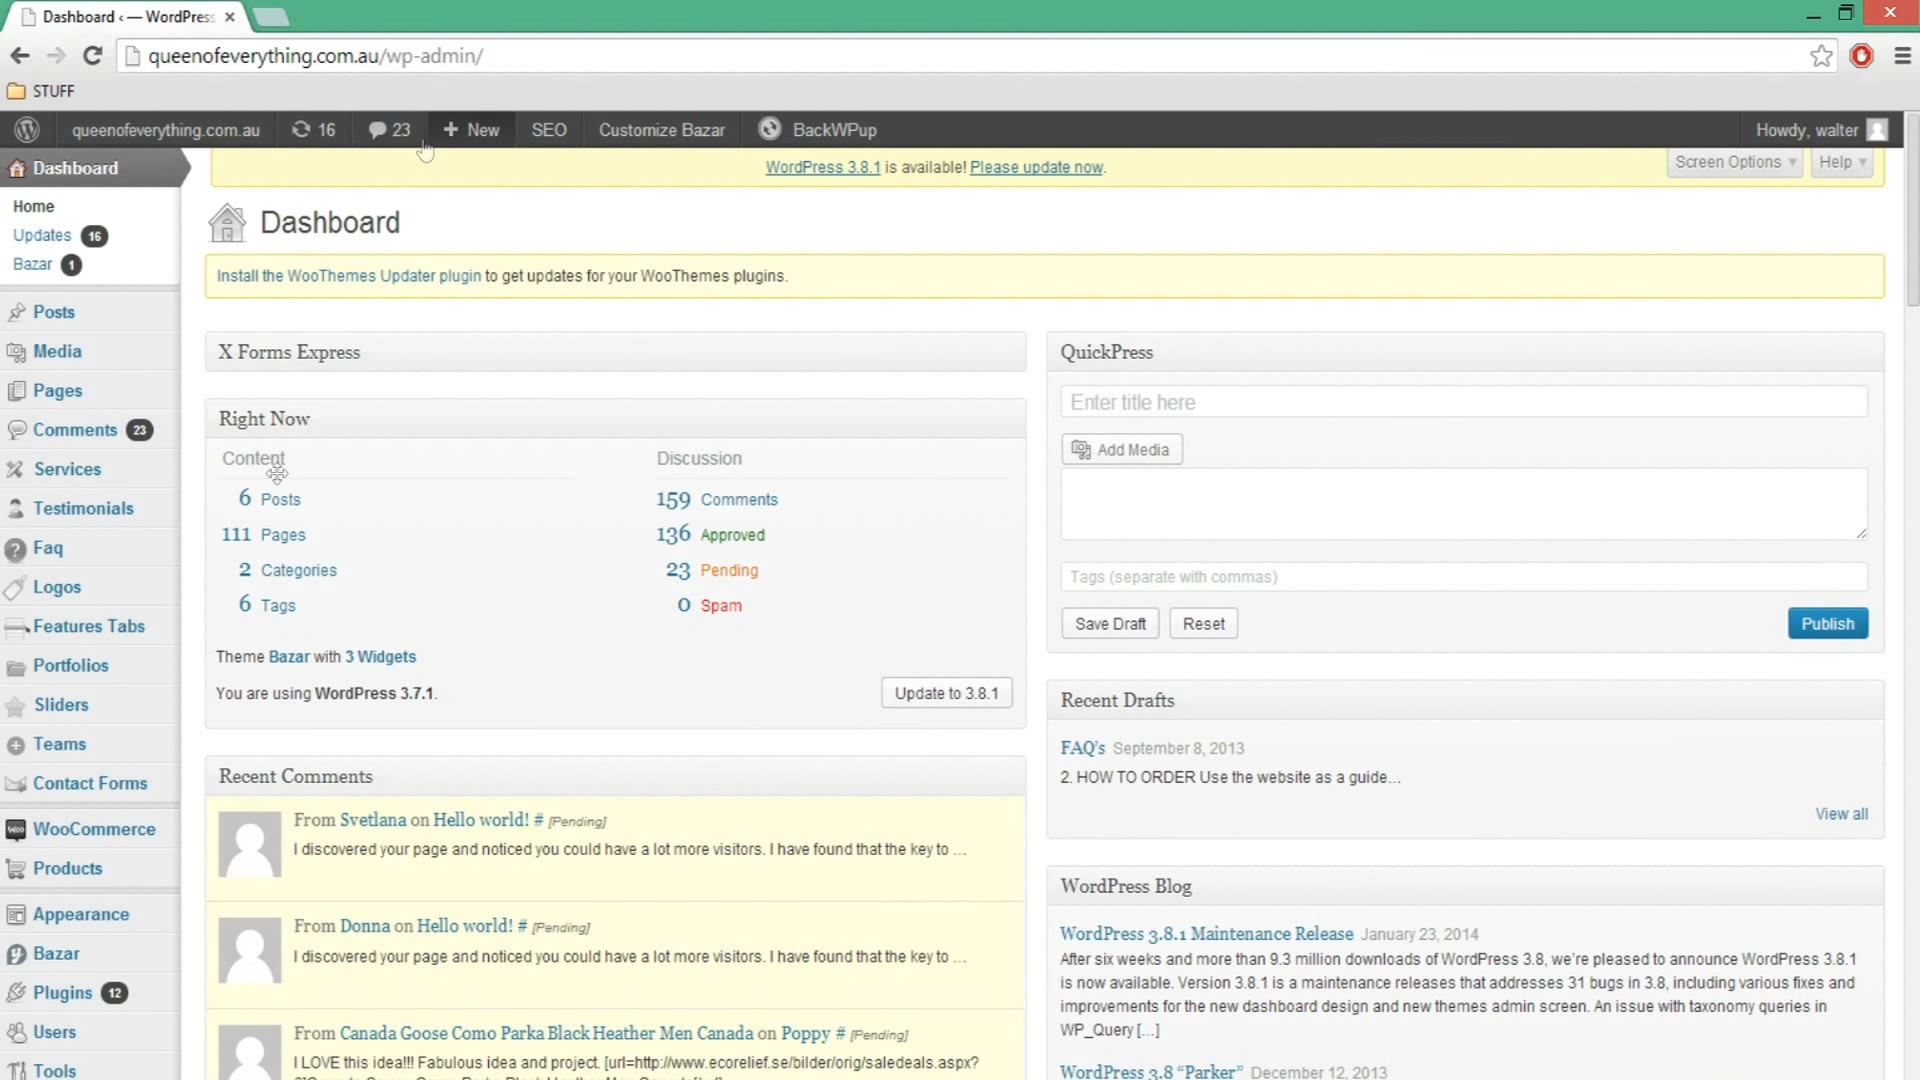 Dashboard ‹ — WordPress
queenofeverything.com.au/wp-admin/
STUFF
queenofeverything.com.au 16 23 + New SEO Customize Bazar BackWPup Howdy, walter
Dashboard
WordPress 3.8.1 is available! Please update now.
Screen Options Help
Home
Updates 16
Bazar 1
Dashboard
Install the WooThemes Updater plugin to get updates for your WooThemes plugins.
Posts
Media
Pages
Comments 23
Services
Testimonials
Faq
Logos
Features Tabs
Portfolios
Sliders
Teams
Contact Forms
WooCommerce
Products
Appearance
Bazar
Plugins 12
Users
Tools
X Forms Express
Right Now
Content
6 Posts
111 Pages
2 Categories
6 Tags
Discussion
159 Comments
136 Approved
23 Pending
0 Spam
Theme Bazar with 3 Widgets
You are using WordPress 3.7.1.
Update to 3.8.1
Recent Comments
From Svetlana on Hello world! # [Pending]
I discovered your page and noticed you could have a lot more visitors. I have found that the key to …
From Donna on Hello world! # [Pending]
I discovered your page and noticed you could have a lot more visitors. I have found that the key to …
From Canada Goose Como Parka Black Heather Men Canada on Poppy # [Pending]
I LOVE this idea!!! Fabulous idea and project. [url=http://www.ecorelief.se/bilder/orig/saledeals.aspx?
QuickPress
Enter title here
Add Media
Tags (separate with commas)
Save Draft Reset Publish
Recent Drafts
FAQ's September 8, 2013
2. HOW TO ORDER Use the website as a guide…
View all
WordPress Blog
WordPress 3.8.1 Maintenance Release January 23, 2014
After six weeks and more than 9.3 million downloads of WordPress 3.8, we're pleased to announce WordPress 3.8.1
is now available. Version 3.8.1 is a maintenance releases that addresses 31 bugs in 3.8, including various fixes and
improvements for the new dashboard design and new themes admin screen. An issue with taxonomy queries in
WP_Query […]
WordPress 3.8 “Parker” December 12, 2013